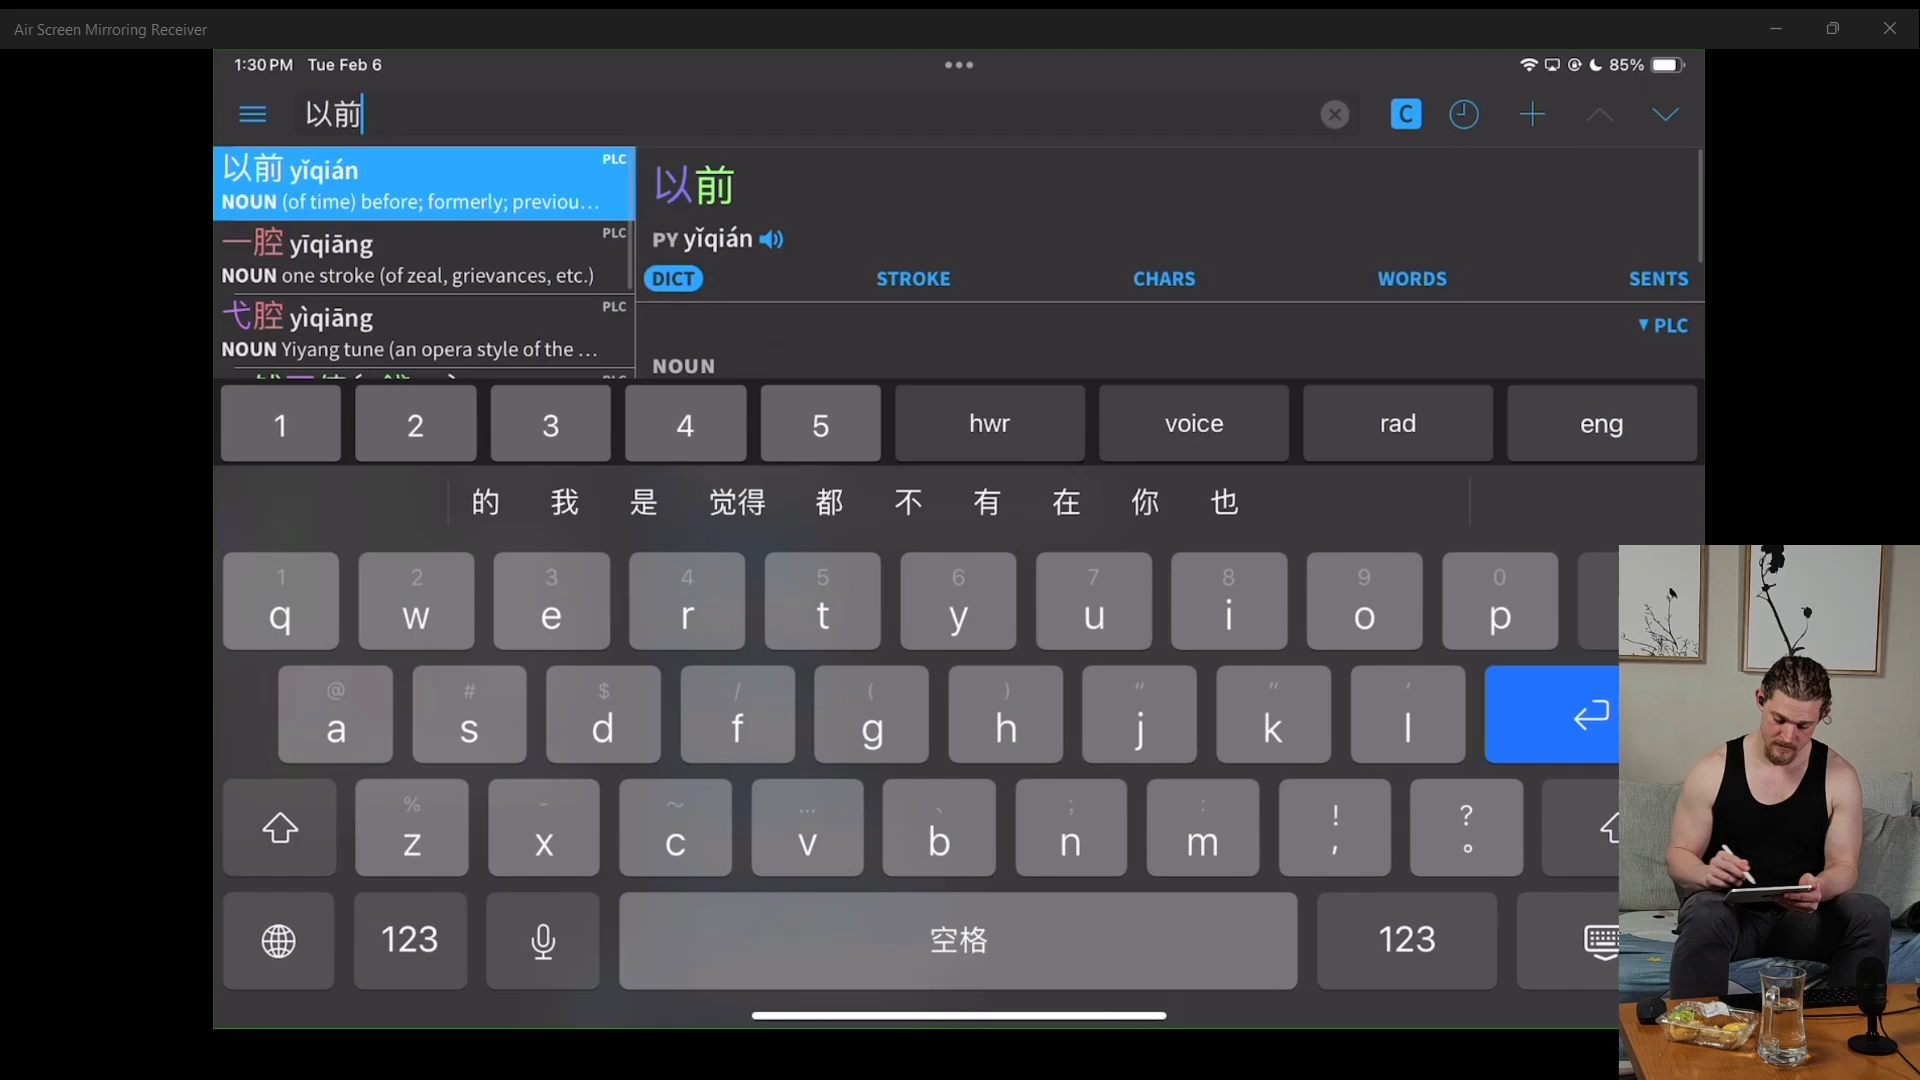 Air Screen Mirroring Receiver
1:30 PM Tue Feb 6
85%
以前
C
以前 yǐqián PLC
NOUN (of time) before; formerly; previou...
一腔 yīqiāng PLC
NOUN one stroke (of zeal, grievances, etc.)
弋腔 yìqiāng PLC
NOUN Yiyang tune (an opera style of the ...
以前
PY yǐqián
DICT STROKE CHARS WORDS SENTS
▼ PLC
NOUN
1 2 3 4 5 hwr voice rad eng
的 我 是 觉得 都 不 有 在 你 也
1 2 3 4 5 6 7 8 9 0
q w e r t y u i o p
@ # $ / ( ) “ ” ’
a s d f g h j k l
% - ~ … 、 ; : ! ?
z x c v b n m , 。
123 空格 123